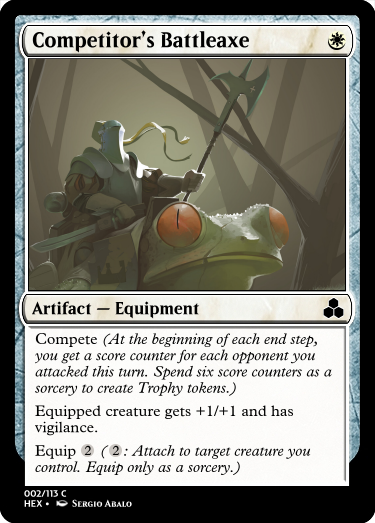 Competitor's Battleaxe
Artifact — Equipment
Compete (At the beginning of each end step,
you get a score counter for each opponent you
attacked this turn. Spend six score counters as a
sorcery to create Trophy tokens.)
Equipped creature gets +1/+1 and has
vigilance.
Equip 2 (2: Attach to target creature you
control. Equip only as a sorcery.)
002/113 C
HEX • Sergio Abalo